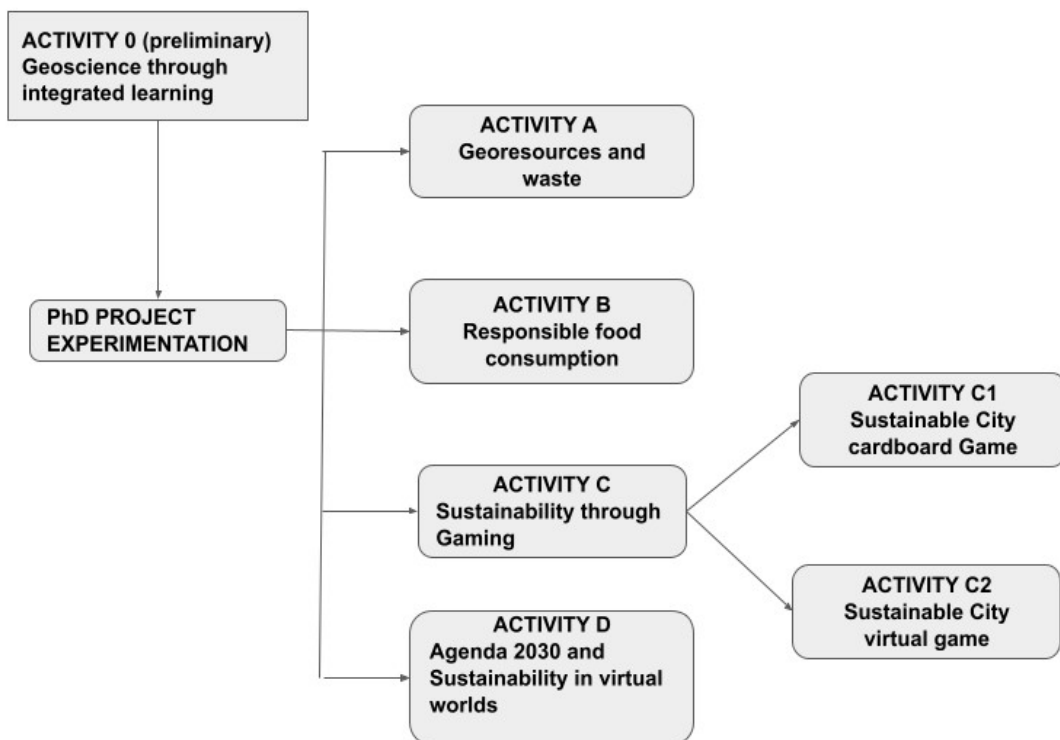 ACTIVITY 0 (preliminary)
Geoscience through
integrated learning
ACTIVITY A
Georesources and
waste
PhD PROJECT
EXPERIMENTATION
ACTIVITY B
Responsible food
consumption
ACTIVITY C
Sustainability through
Gaming
ACTIVITY C1
Sustainable City
cardboard Game
ACTIVITY C2
Sustainable City
virtual game
ACTIVITY D
Agenda 2030 and
Sustainability in virtual
worlds